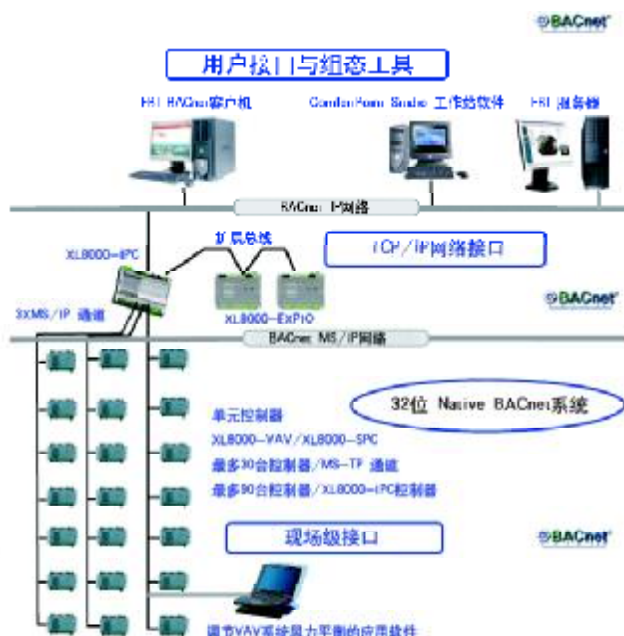 BACnet
用户接口与组态工具
EBI BACnet客户机
ComfortPoint Studio 工作站软件
EBI 服务器
BACnet IP网络
扩展总线
TCP/IP网络接口
XL8000-IPC
BACnet
3XMS/IP 通道
XL8000-EXPIO
BACnet MS/IP网络
32位 Native BACnet系统
单元控制器
XL8000-VAV/XL8000-SPC
最多30台控制器/MS-TP 通道
最多90台控制器/XL8000-IPC控制器
现场级接口
BACnet
调节VAV系统风力平衡的应用软件